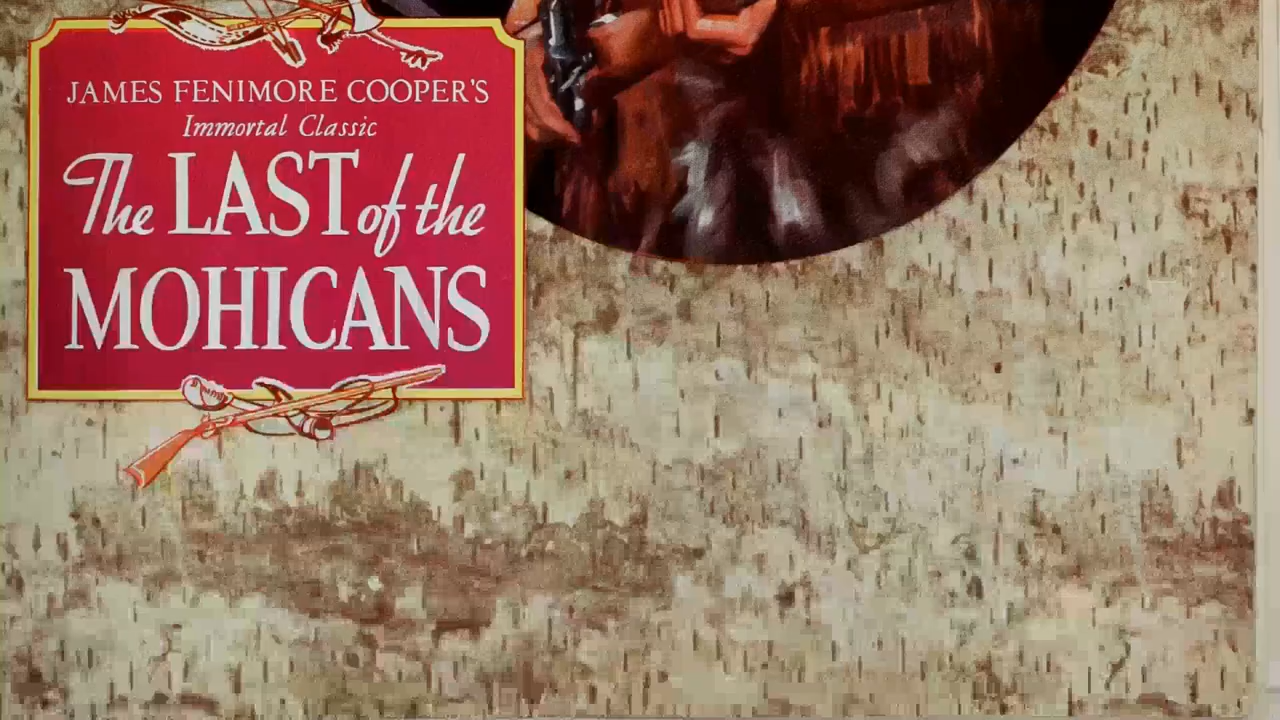 JAMES FENIMORE COOPER'S
Immortal Classic
The LAST of the
MOHICANS